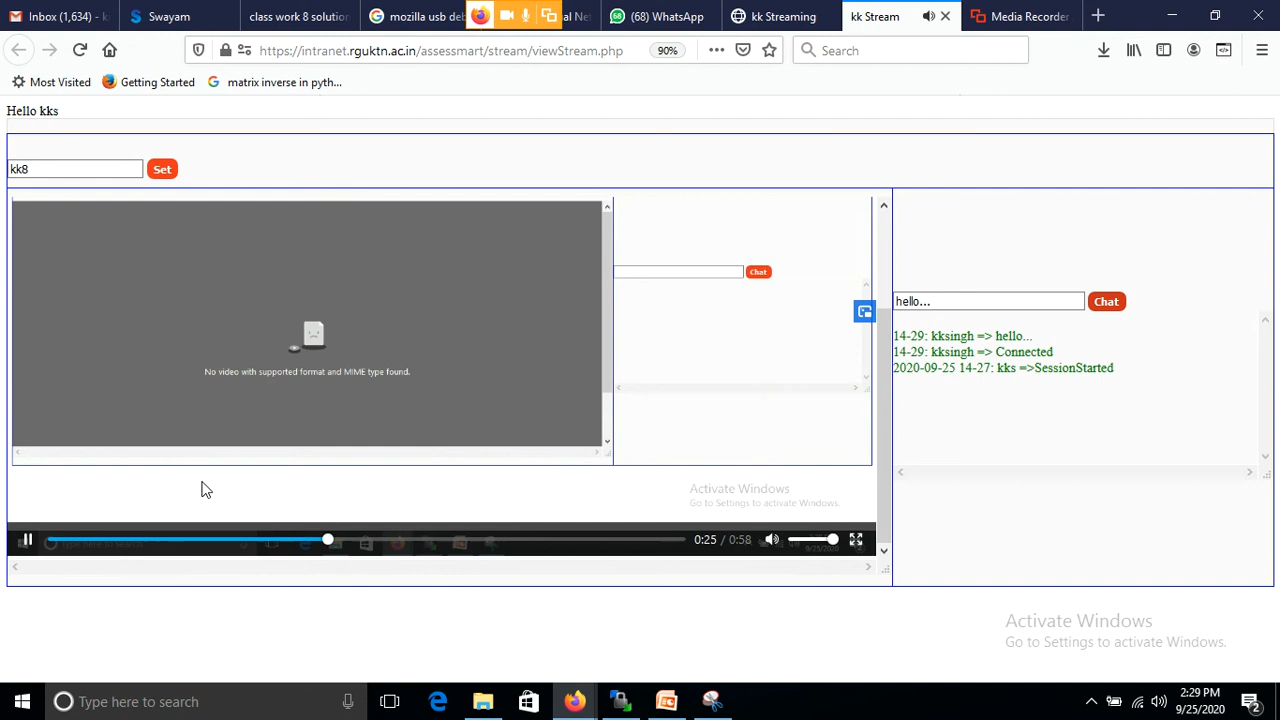 Inbox (1,634) - k
Swayam
class work 8 solution
mozilla usb deb
al Net
(68) WhatsApp
kk Streaming
kk Stream
Media Recorder
https://intranet.rguktn.ac.in/assessmart/stream/viewStream.php
90%
Search
Most Visited
Getting Started
matrix inverse in pyth...
Hello kks
kk8
Set
Chat
No video with supported format and MIME type found.
hello...
Chat
14-29: kksingh => hello...
14-29: kksingh => Connected
2020-09-25 14-27: kks =>SessionStarted
Activate Windows
Go to Settings to activate Windows.
0:25 / 0:58
Activate Windows
Go to Settings to activate Windows.
Type here to search
2:29 PM
9/25/2020
2